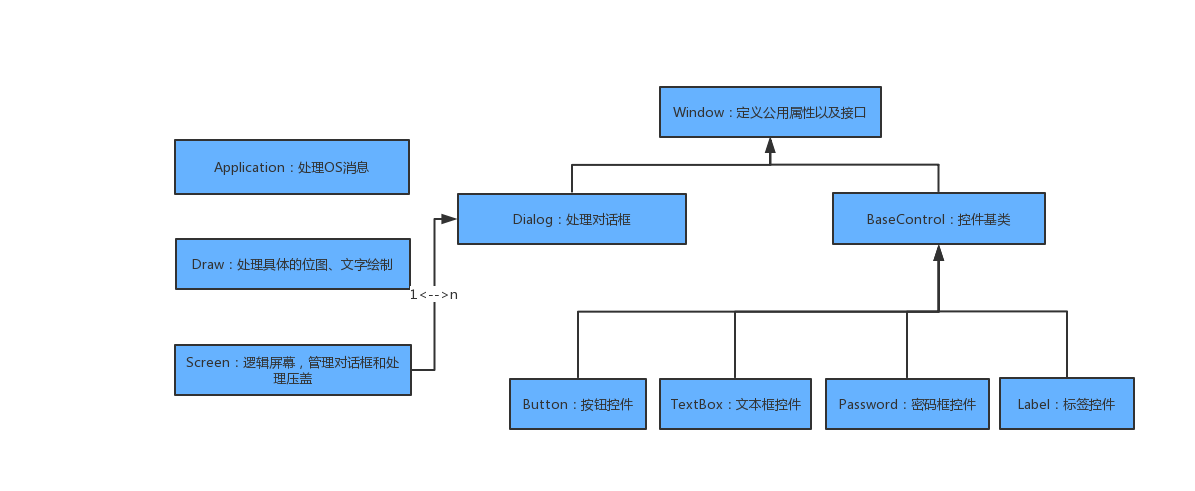 Window：定义公用属性以及接口
Application：处理OS消息
Dialog：处理对话框
BaseControl：控件基类
Draw：处理具体的位图、文字绘制
1<-->n
Screen：逻辑屏幕，管理对话框和处
理压盖
Button：按钮控件
TextBox：文本框控件
Password：密码框控件
Label：标签控件